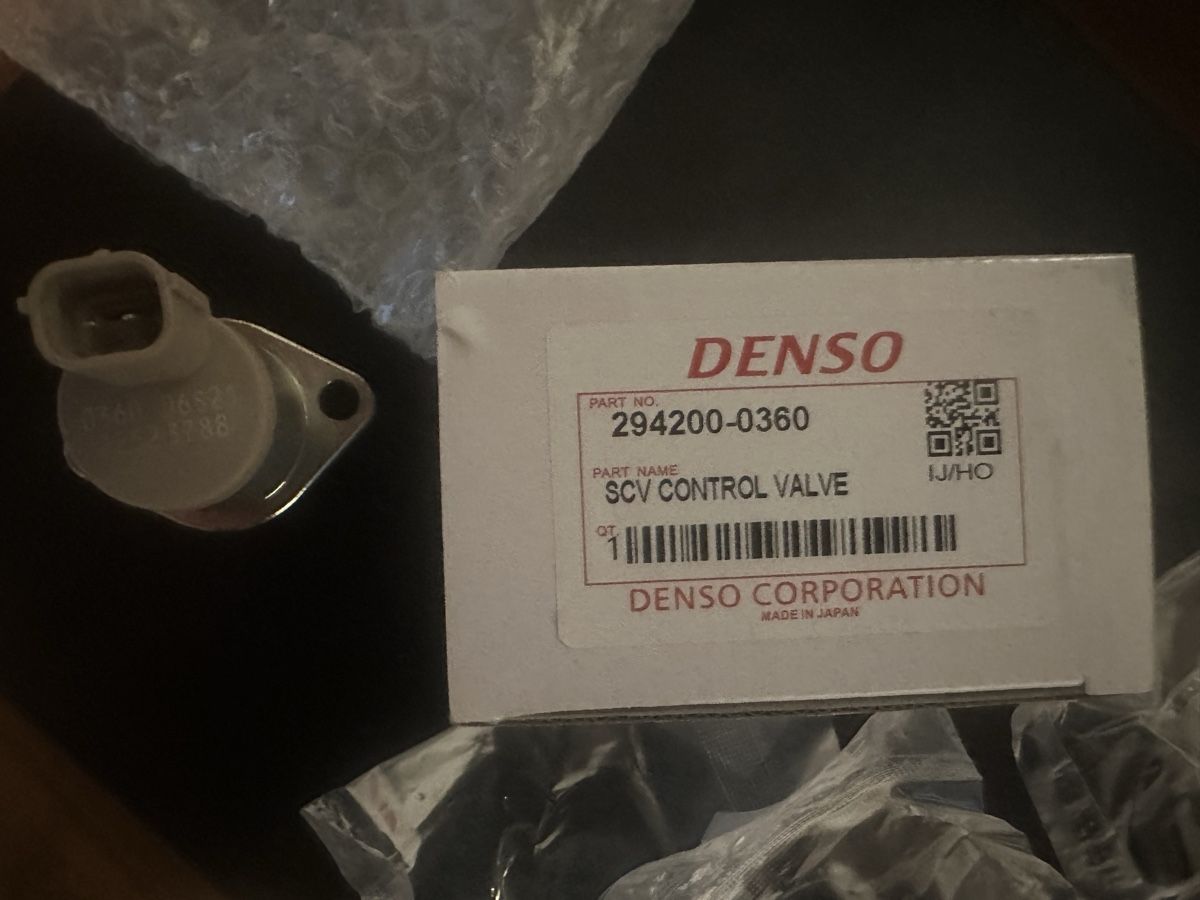 DENSO
PART NO.
294200-0360
IJ/HO
PART NAME
SCV CONTROL VALVE
QT.
1
DENSO CORPORATION
MADE IN JAPAN